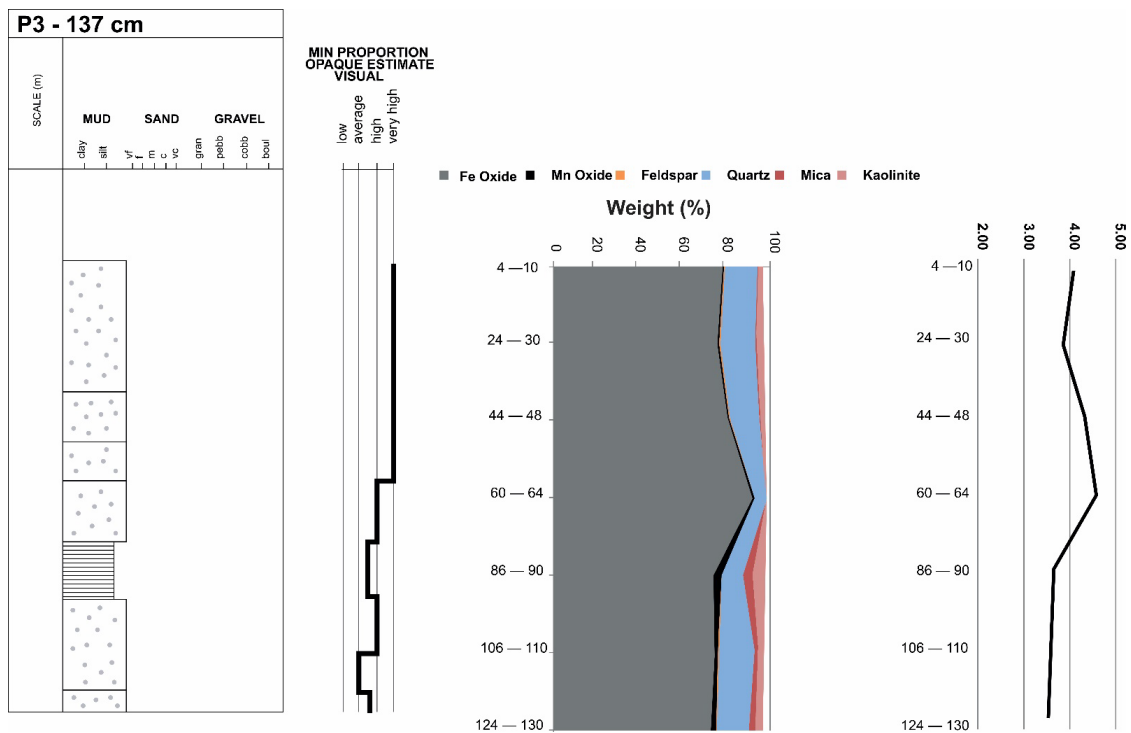 P3 - 137 cm
SCALE (m)
MUD SAND GRAVEL
clay silt vf f m c vc gran pebb cobb boul
MIN PROPORTION
OPAQUE ESTIMATE
VISUAL
low average high very high
Fe Oxide Mn Oxide Feldspar Quartz Mica Kaolinite
Weight (%)
0 20 40 60 80 100
4 —10
24 — 30
44 — 48
60 — 64
86 — 90
106 — 110
124 — 130
2.00 3.00 4.00 5.00
4 —10
24 — 30
44 — 48
60 — 64
86 — 90
106 — 110
124 — 130